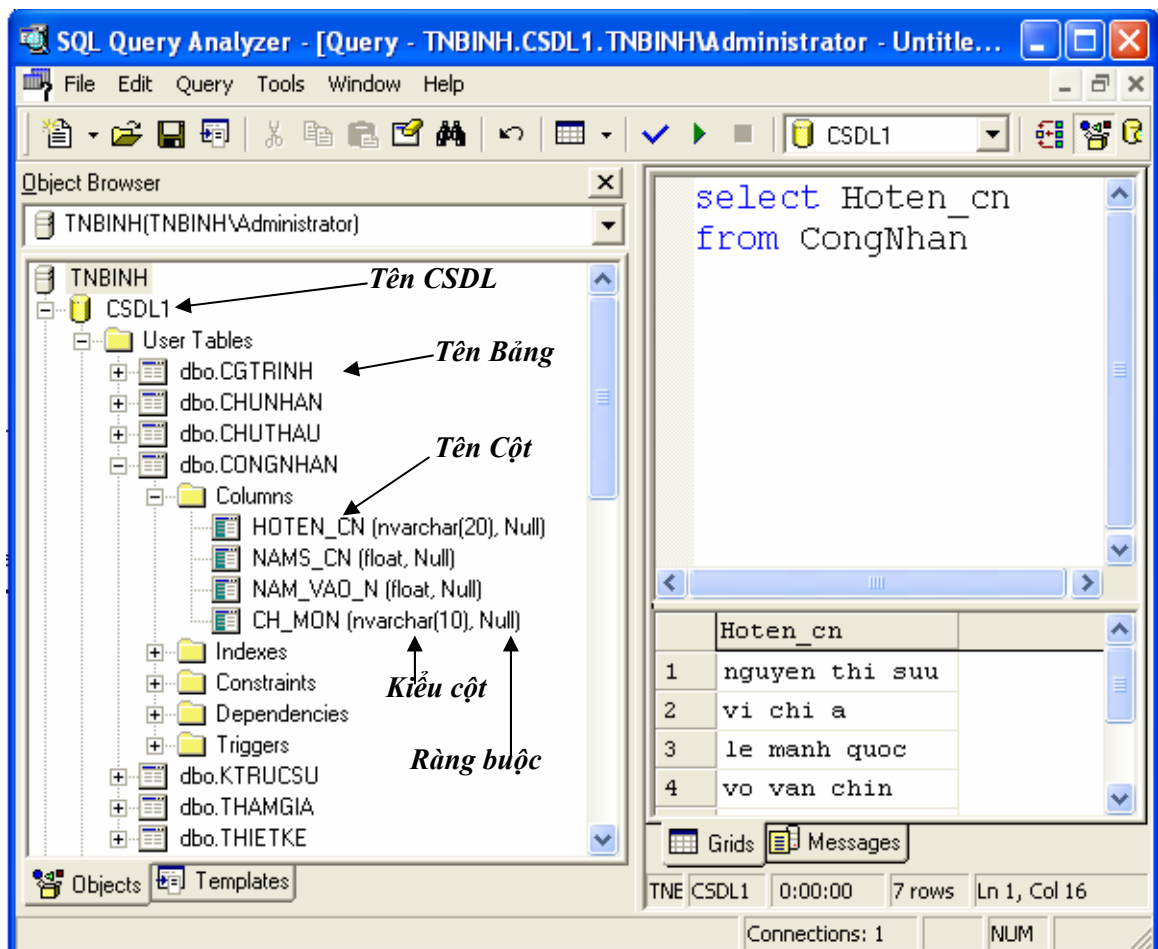 SQL Query Analyzer - [Query - TNBINH.CSDL1.TNBINH\Administrator - Untitle...
File Edit Query Tools Window Help
CSDL1
Object Browser
TNBINH(TNBINH\Administrator)
TNBINH
Tên CSDL
CSDL1
User Tables
Tên Bảng
dbo.CGTRINH
dbo.CHUNHAN
dbo.CHUTHAU
Tên Cột
dbo.CONGNHAN
Columns
HOTEN_CN (nvarchar(20), Null)
NAMS_CN (float, Null)
NAM_VAO_N (float, Null)
CH_MON (nvarchar(10), Null)
Indexes
Constraints
Kiểu cột
Dependencies
Triggers
Ràng buộc
dbo.KTRUCSU
dbo.THAMGIA
dbo.THIETKE
Objects Templates
select Hoten_cn
from CongNhan
Hoten_cn
1 nguyen thi suu
2 vi chi a
3 le manh quoc
4 vo van chin
Grids Messages
TNE CSDL1 0:00:00 7 rows Ln 1, Col 16
Connections: 1 NUM